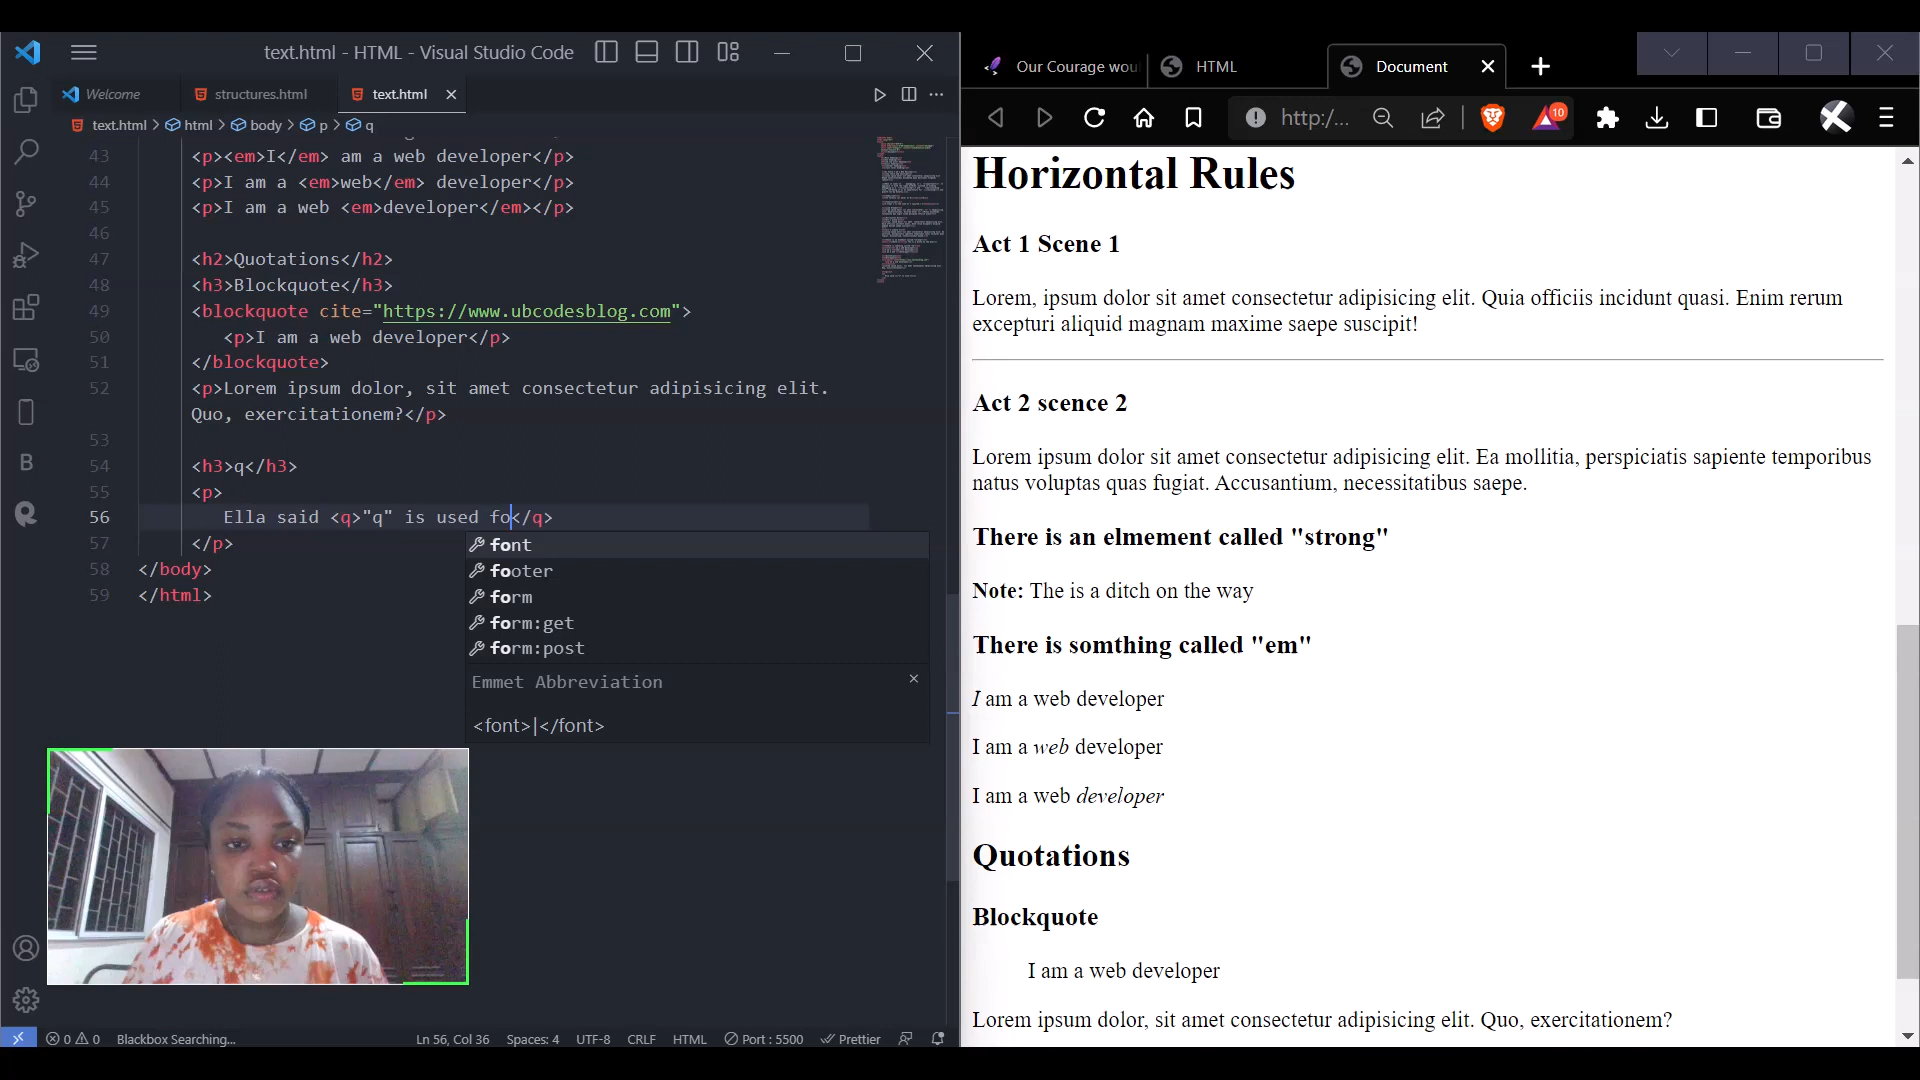 text.html - HTML - Visual Studio Code
Welcome
structures.html
text.html
text.html > html > body > p > q
43 <p><em>I</em> am a web developer</p>
44 <p>I am a <em>web</em> developer</p>
45 <p>I am a web <em>developer</em></p>
46
47 <h2>Quotations</h2>
48 <h3>Blockquote</h3>
49 <blockquote cite="https://www.ubcodesblog.com">
50 <p>I am a web developer</p>
51 </blockquote>
52 <p>Lorem ipsum dolor, sit amet consectetur adipisicing elit.
Quo, exercitationem?</p>
53
54 <h3>q</h3>
55 <p>
56 Ella said <q>"q" is used fo</q>
57 </p>
58 </body>
59 </html>
font
footer
form
form:get
form:post
Emmet Abbreviation
<font>|</font>
B
0 0 Blackbox Searching... Ln 56, Col 36 Spaces: 4 UTF-8 CRLF HTML Port : 5500 Prettier
Our Courage wou
HTML
Document
http:/...
10
Horizontal Rules
Act 1 Scene 1
Lorem, ipsum dolor sit amet consectetur adipisicing elit. Quia officiis incidunt quasi. Enim rerum
excepturi aliquid magnam maxime saepe suscipit!
Act 2 scence 2
Lorem ipsum dolor sit amet consectetur adipisicing elit. Ea mollitia, perspiciatis sapiente temporibus
natus voluptas quas fugiat. Accusantium, necessitatibus saepe.
There is an elmement called "strong"
Note: The is a ditch on the way
There is somthing called "em"
I am a web developer
I am a web developer
I am a web developer
Quotations
Blockquote
I am a web developer
Lorem ipsum dolor, sit amet consectetur adipisicing elit. Quo, exercitationem?